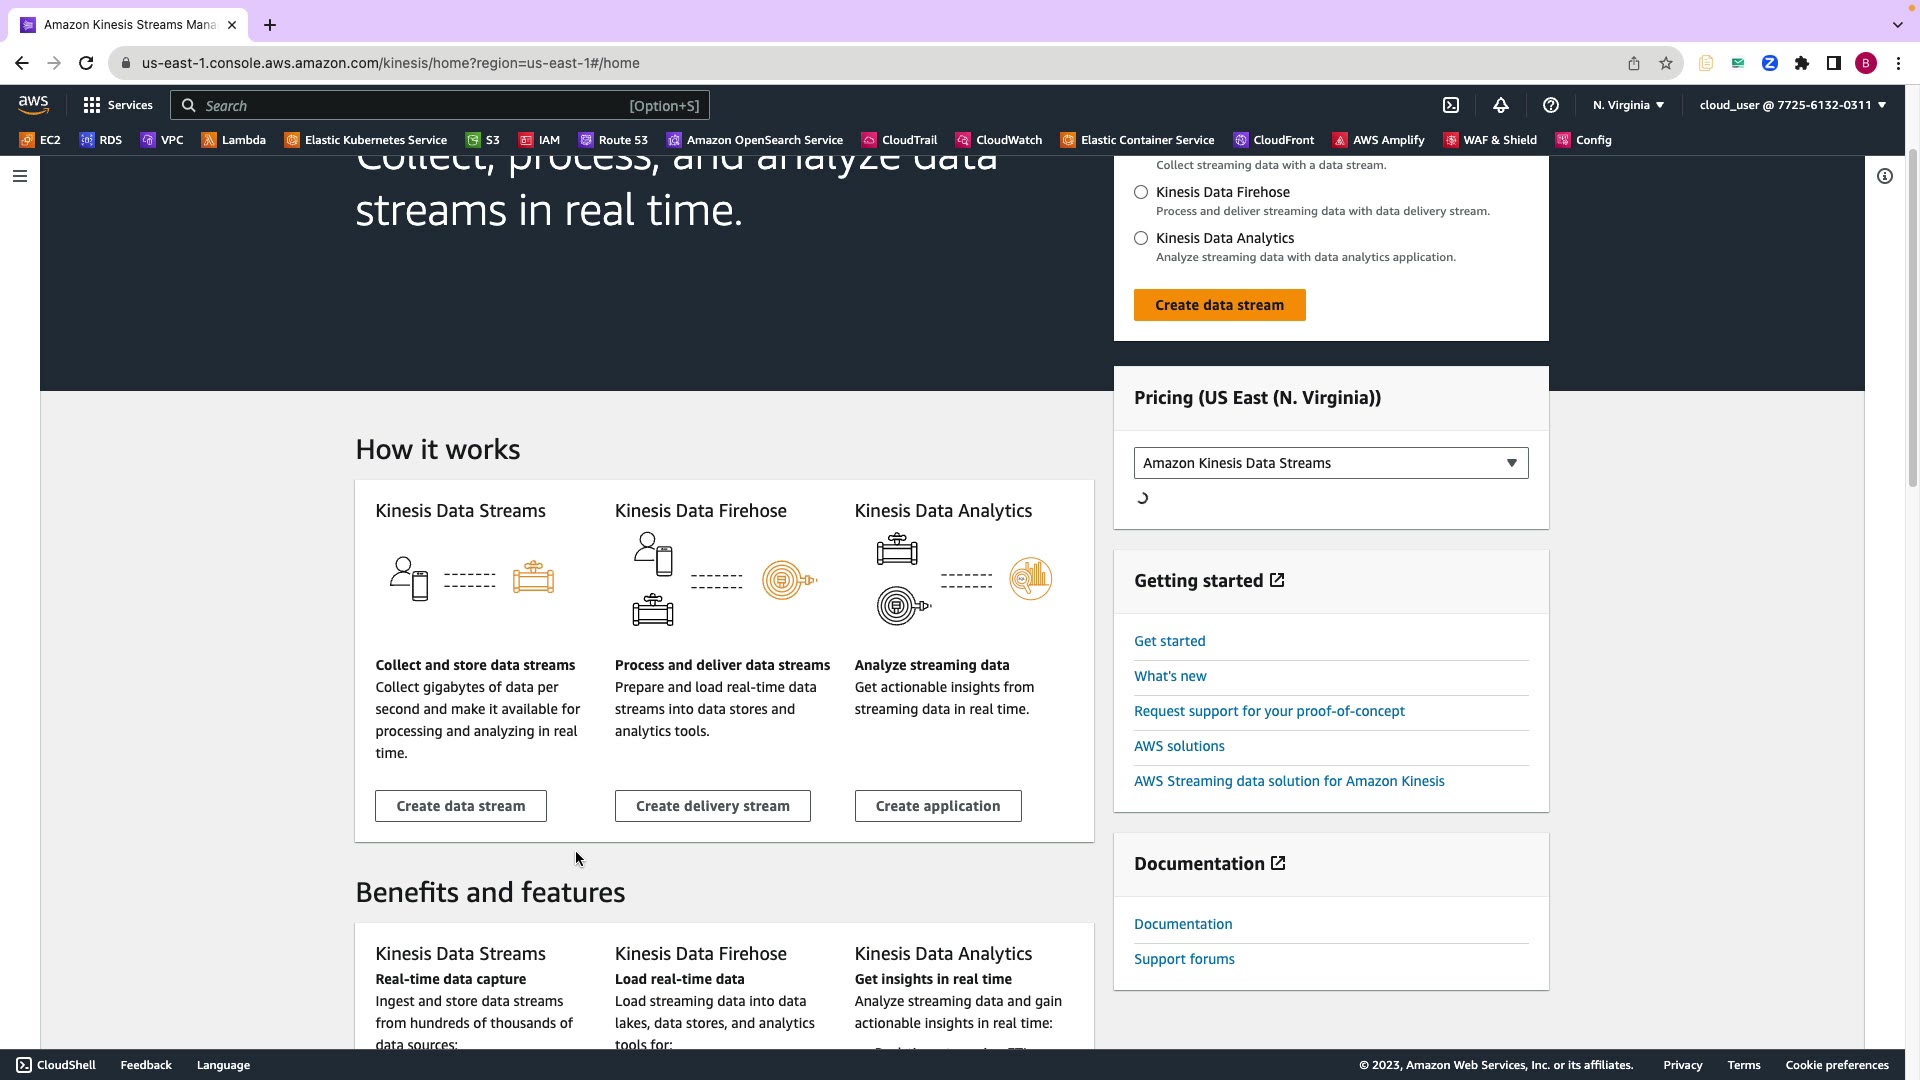 Amazon Kinesis Streams Mana
us-east-1.console.aws.amazon.com/kinesis/home?region=us-east-1#/home
B
aws
Services
Search
[Option+S]
N. Virginia
cloud_user @ 7725-6132-0311
EC2
RDS
VPC
Lambda
Elastic Kubernetes Service
S3
IAM
Route 53
Amazon OpenSearch Service
CloudTrail
CloudWatch
Elastic Container Service
CloudFront
AWS Amplify
WAF & Shield
Config
Collect, process, and analyze data
streams in real time.
Collect streaming data with a data stream.
Kinesis Data Firehose
Process and deliver streaming data with data delivery stream.
Kinesis Data Analytics
Analyze streaming data with data analytics application.
Create data stream
Pricing (US East (N. Virginia))
Amazon Kinesis Data Streams
How it works
Kinesis Data Streams
Collect and store data streams
Collect gigabytes of data per
second and make it available for
processing and analyzing in real
time.
Create data stream
Kinesis Data Firehose
Process and deliver data streams
Prepare and load real-time data
streams into data stores and
analytics tools.
Create delivery stream
Kinesis Data Analytics
Analyze streaming data
Get actionable insights from
streaming data in real time.
Create application
Getting started
Get started
What's new
Request support for your proof-of-concept
AWS solutions
AWS Streaming data solution for Amazon Kinesis
Documentation
Documentation
Support forums
Benefits and features
Kinesis Data Streams
Real-time data capture
Ingest and store data streams
from hundreds of thousands of
data sources:
Kinesis Data Firehose
Load real-time data
Load streaming data into data
lakes, data stores, and analytics
tools for:
Kinesis Data Analytics
Get insights in real time
Analyze streaming data and gain
actionable insights in real time:
CloudShell
Feedback
Language
© 2023, Amazon Web Services, Inc. or its affiliates.
Privacy
Terms
Cookie preferences